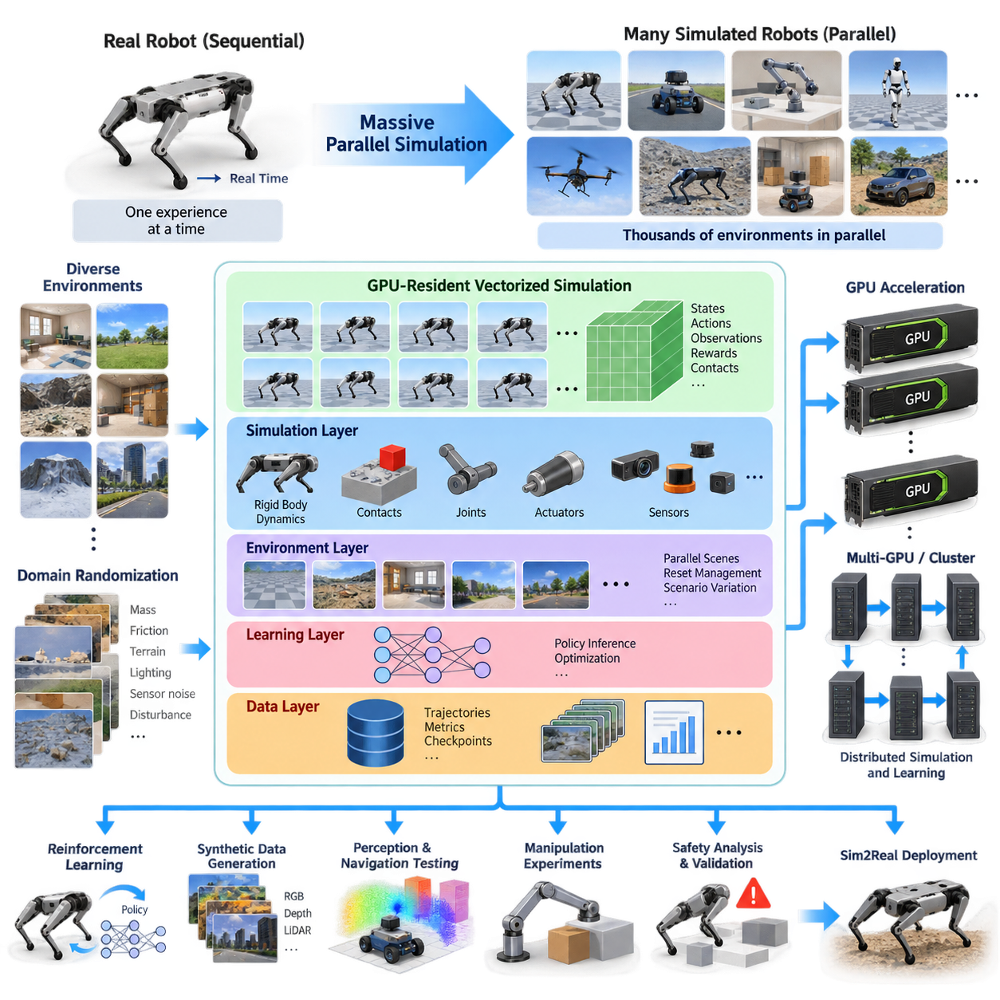 Real Robot (Sequential)
Many Simulated Robots (Parallel)
Massive
Parallel Simulation
Real Time
One experience
at a time
...
...
Thousands of environments in parallel
Diverse
Environments
GPU-Resident Vectorized Simulation
...
...
States
Actions
Observations
Rewards
Contacts
...
GPU Acceleration
GPU
GPU
GPU
Simulation Layer
Rigid Body
Dynamics
Contacts
Joints
Actuators
Sensors
...
Environment Layer
...
Parallel Scenes
Reset Management
Scenario Variation
...
Domain Randomization
Mass
Friction
Terrain
Lighting
Sensor noise
Disturbance
...
Learning Layer
Policy Inference
Optimization
...
Data Layer
Trajectories
Metrics
Checkpoints
...
...
Multi-GPU / Cluster
Distributed Simulation
and Learning
Reinforcement
Learning
Policy
Synthetic Data
Generation
RGB
Depth
LiDAR
...
Perception &
Navigation Testing
Manipulation
Experiments
Safety Analysis
& Validation
Sim2Real Deployment